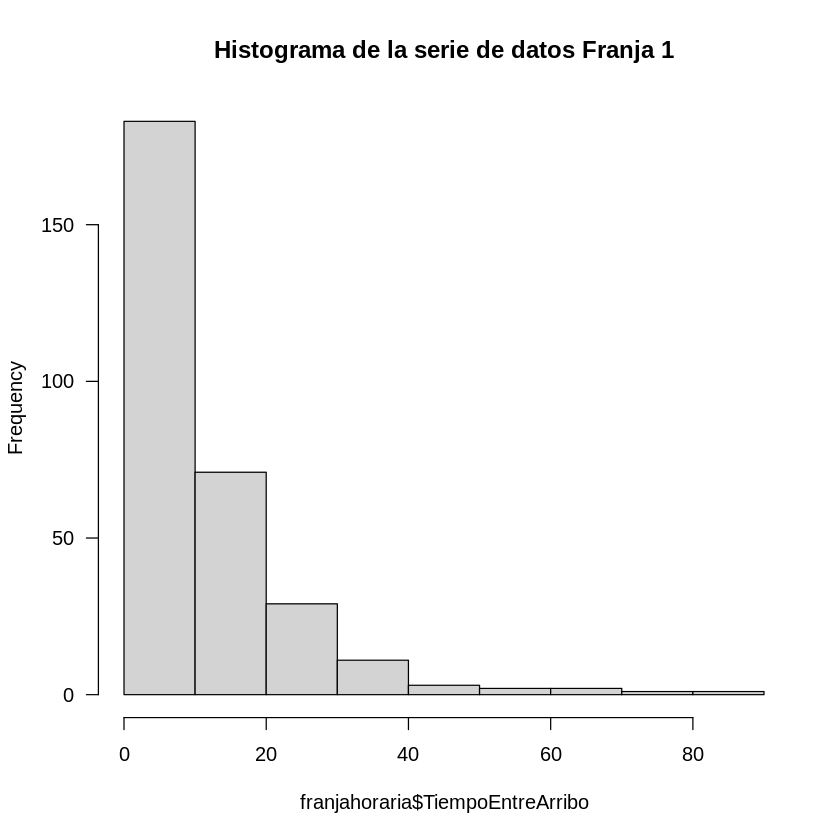 Histograma de la serie de datos Franja 1
Frequency
150
100
50
0
0 20 40 60 80
franjahoraria$TiempoEntreArribo